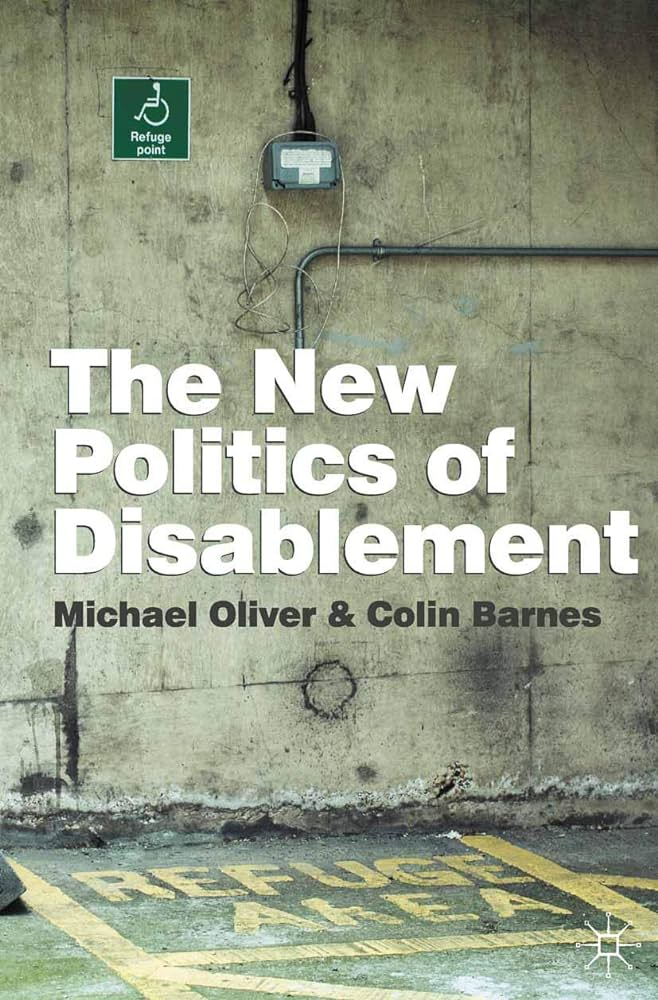 Refuge
point
The New
Politics of
Disablement
Michael Oliver & Colin Barnes
REFUGE
AREA